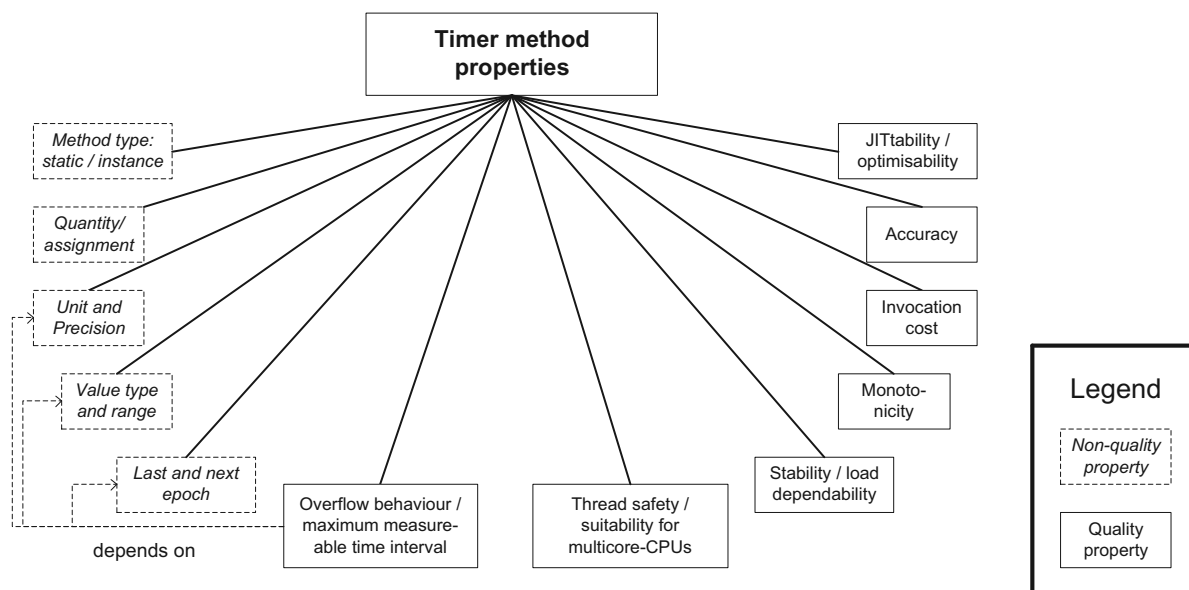 Timer method
properties
Method type:
static / instance
JITtability /
optimisability
Quantity/
assignment
Accuracy
Unit and
Precision
Invocation
cost
Value type
and range
Monoto-
nicity
Last and next
epoch
Stability / load
dependability
Overflow behaviour /
maximum measure-
able time interval
Thread safety /
suitability for
multicore-CPUs
depends on
Legend
Non-quality
property
Quality
property